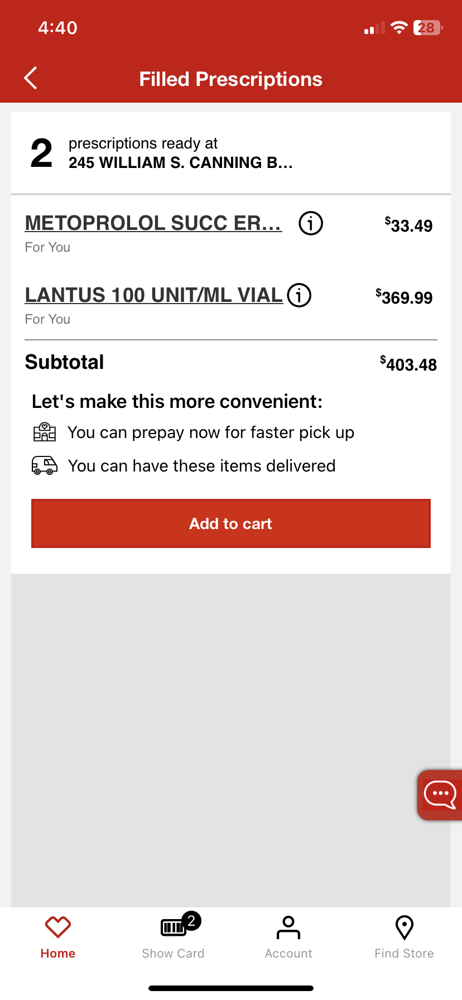 4:40
28
Filled Prescriptions
2
prescriptions ready at
245 WILLIAM S. CANNING B...
METOPROLOL SUCC ER... i $33.49
For You
LANTUS 100 UNIT/ML VIAL i $369.99
For You
Subtotal $403.48
Let's make this more convenient:
You can prepay now for faster pick up
You can have these items delivered
Add to cart
2
Home Show Card Account Find Store